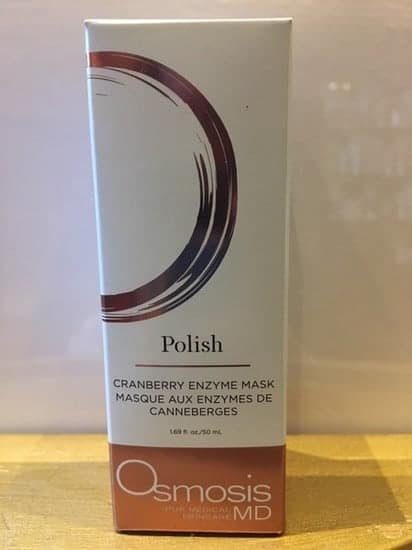 Polish
CRANBERRY ENZYME MASK
MASQUE AUX ENZYMES DE
CANNEBERGES
1.69 fl. oz./50 mL
Osmosis
PUR MEDICAL
SKINCARE MD